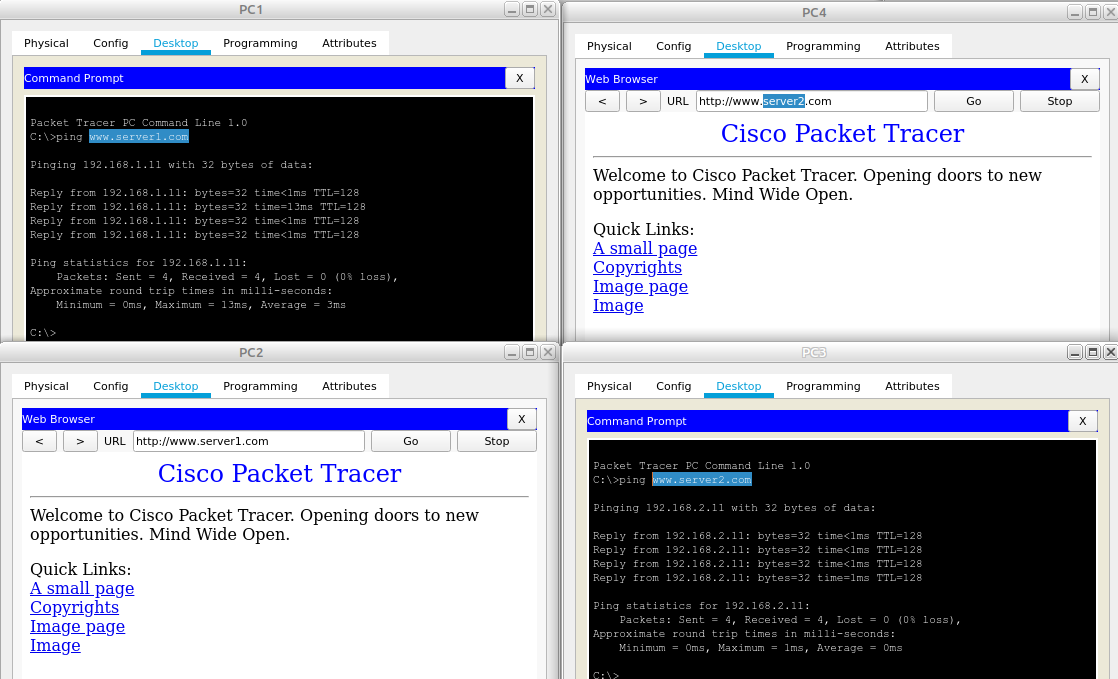 PC1
Physical Config Desktop Programming Attributes
Command Prompt X
Packet Tracer PC Command Line 1.0
C:\>ping www.server1.com
Pinging 192.168.1.11 with 32 bytes of data:
Reply from 192.168.1.11: bytes=32 time<1ms TTL=128
Reply from 192.168.1.11: bytes=32 time=13ms TTL=128
Reply from 192.168.1.11: bytes=32 time<1ms TTL=128
Reply from 192.168.1.11: bytes=32 time<1ms TTL=128
Ping statistics for 192.168.1.11:
Packets: Sent = 4, Received = 4, Lost = 0 (0% loss),
Approximate round trip times in milli-seconds:
Minimum = 0ms, Maximum = 13ms, Average = 3ms
C:\>
PC4
Physical Config Desktop Programming Attributes
Web Browser X
< > URL http://www.server2.com Go Stop
Cisco Packet Tracer
Welcome to Cisco Packet Tracer. Opening doors to new
opportunities. Mind Wide Open.
Quick Links:
A small page
Copyrights
Image page
Image
PC2
Physical Config Desktop Programming Attributes
Web Browser X
< > URL http://www.server1.com Go Stop
Cisco Packet Tracer
Welcome to Cisco Packet Tracer. Opening doors to new
opportunities. Mind Wide Open.
Quick Links:
A small page
Copyrights
Image page
Image
PC3
Physical Config Desktop Programming Attributes
Command Prompt X
Packet Tracer PC Command Line 1.0
C:\>ping www.server2.com
Pinging 192.168.2.11 with 32 bytes of data:
Reply from 192.168.2.11: bytes=32 time<1ms TTL=128
Reply from 192.168.2.11: bytes=32 time=1ms TTL=128
Reply from 192.168.2.11: bytes=32 time<1ms TTL=128
Reply from 192.168.2.11: bytes=32 time=1ms TTL=128
Ping statistics for 192.168.2.11:
Packets: Sent = 4, Received = 4, Lost = 0 (0% loss),
Approximate round trip times in milli-seconds:
Minimum = 0ms, Maximum = 1ms, Average = 0ms
C:\>